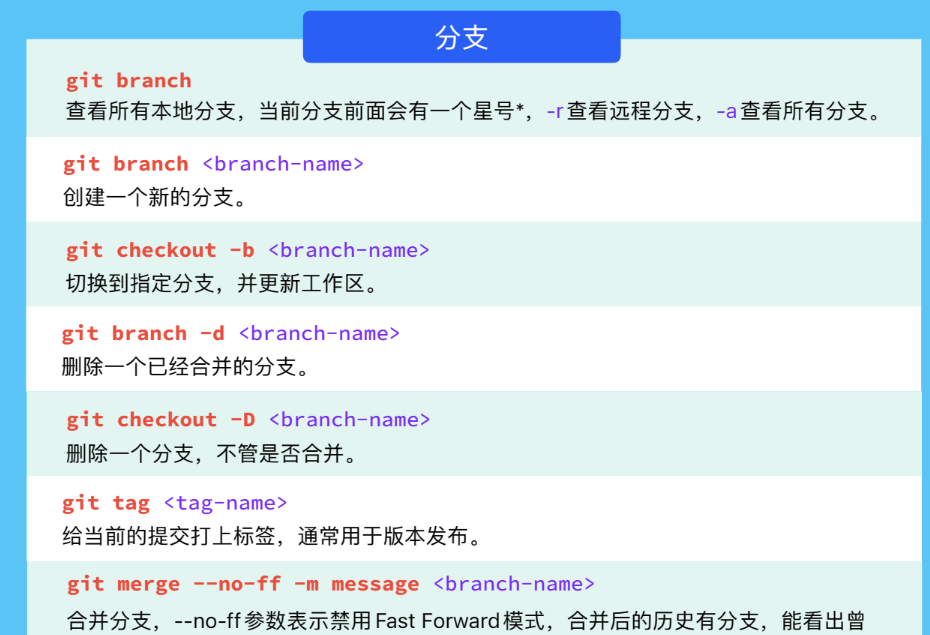 分支
git branch
查看所有本地分支，当前分支前面会有一个星号*，-r查看远程分支，-a查看所有分支。
git branch <branch-name>
创建一个新的分支。
git checkout -b <branch-name>
切换到指定分支，并更新工作区。
git branch -d <branch-name>
删除一个已经合并的分支。
git checkout -D <branch-name>
删除一个分支，不管是否合并。
git tag <tag-name>
给当前的提交打上标签，通常用于版本发布。
git merge --no-ff -m message <branch-name>
合并分支，--no-ff参数表示禁用Fast Forward模式，合并后的历史有分支，能看出曾